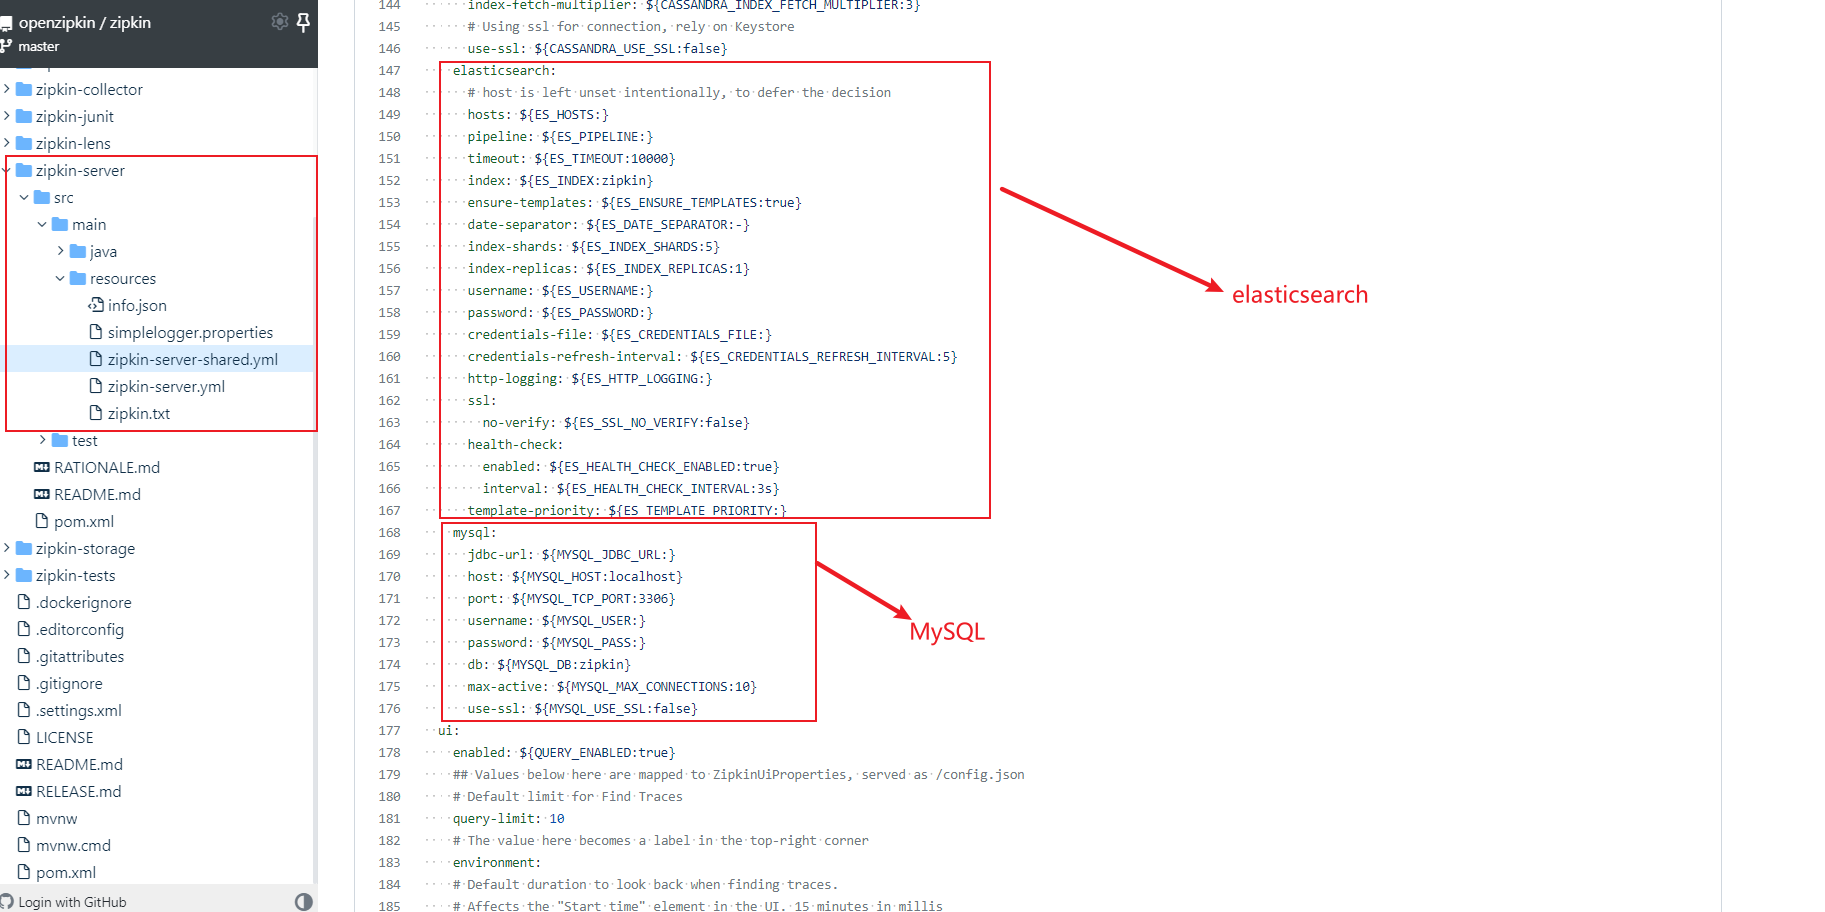 openzipkin / zipkin
master
zipkin-collector
zipkin-junit
zipkin-lens
zipkin-server
src
main
java
resources
info.json
simplelogger.properties
zipkin-server-shared.yml
zipkin-server.yml
zipkin.txt
test
RATIONALE.md
README.md
pom.xml
zipkin-storage
zipkin-tests
.dockerignore
.editorconfig
.gitattributes
.gitignore
.settings.xml
LICENSE
README.md
RELEASE.md
mvnw
mvnw.cmd
pom.xml
Login with GitHub
144 index-fetch-multiplier: ${CASSANDRA_INDEX_FETCH_MULTIPLIER:3}
145 # Using ssl for connection, rely on Keystore
146 use-ssl: ${CASSANDRA_USE_SSL:false}
147 elasticsearch:
148 # host is left unset intentionally, to defer the decision
149 hosts: ${ES_HOSTS:}
150 pipeline: ${ES_PIPELINE:}
151 timeout: ${ES_TIMEOUT:10000}
152 index: ${ES_INDEX:zipkin}
153 ensure-templates: ${ES_ENSURE_TEMPLATES:true}
154 date-separator: ${ES_DATE_SEPARATOR:-}
155 index-shards: ${ES_INDEX_SHARDS:5}
156 index-replicas: ${ES_INDEX_REPLICAS:1}
157 username: ${ES_USERNAME:}
158 password: ${ES_PASSWORD:}
159 credentials-file: ${ES_CREDENTIALS_FILE:}
160 credentials-refresh-interval: ${ES_CREDENTIALS_REFRESH_INTERVAL:5}
161 http-logging: ${ES_HTTP_LOGGING:}
162 ssl:
163 no-verify: ${ES_SSL_NO_VERIFY:false}
164 health-check:
165 enabled: ${ES_HEALTH_CHECK_ENABLED:true}
166 interval: ${ES_HEALTH_CHECK_INTERVAL:3s}
167 template-priority: ${ES_TEMPLATE_PRIORITY:}
168 mysql:
169 jdbc-url: ${MYSQL_JDBC_URL:}
170 host: ${MYSQL_HOST:localhost}
171 port: ${MYSQL_TCP_PORT:3306}
172 username: ${MYSQL_USER:}
173 password: ${MYSQL_PASS:}
174 db: ${MYSQL_DB:zipkin}
175 max-active: ${MYSQL_MAX_CONNECTIONS:10}
176 use-ssl: ${MYSQL_USE_SSL:false}
177 ui:
178 enabled: ${QUERY_ENABLED:true}
179 ## Values below here are mapped to ZipkinUiProperties, served as /config.json
180 # Default limit for Find Traces
181 query-limit: 10
182 # The value here becomes a label in the top-right corner
183 environment:
184 # Default duration to look back when finding traces.
185 # Affects the "Start time" element in the UI. 15 minutes in millis
elasticsearch
MySQL